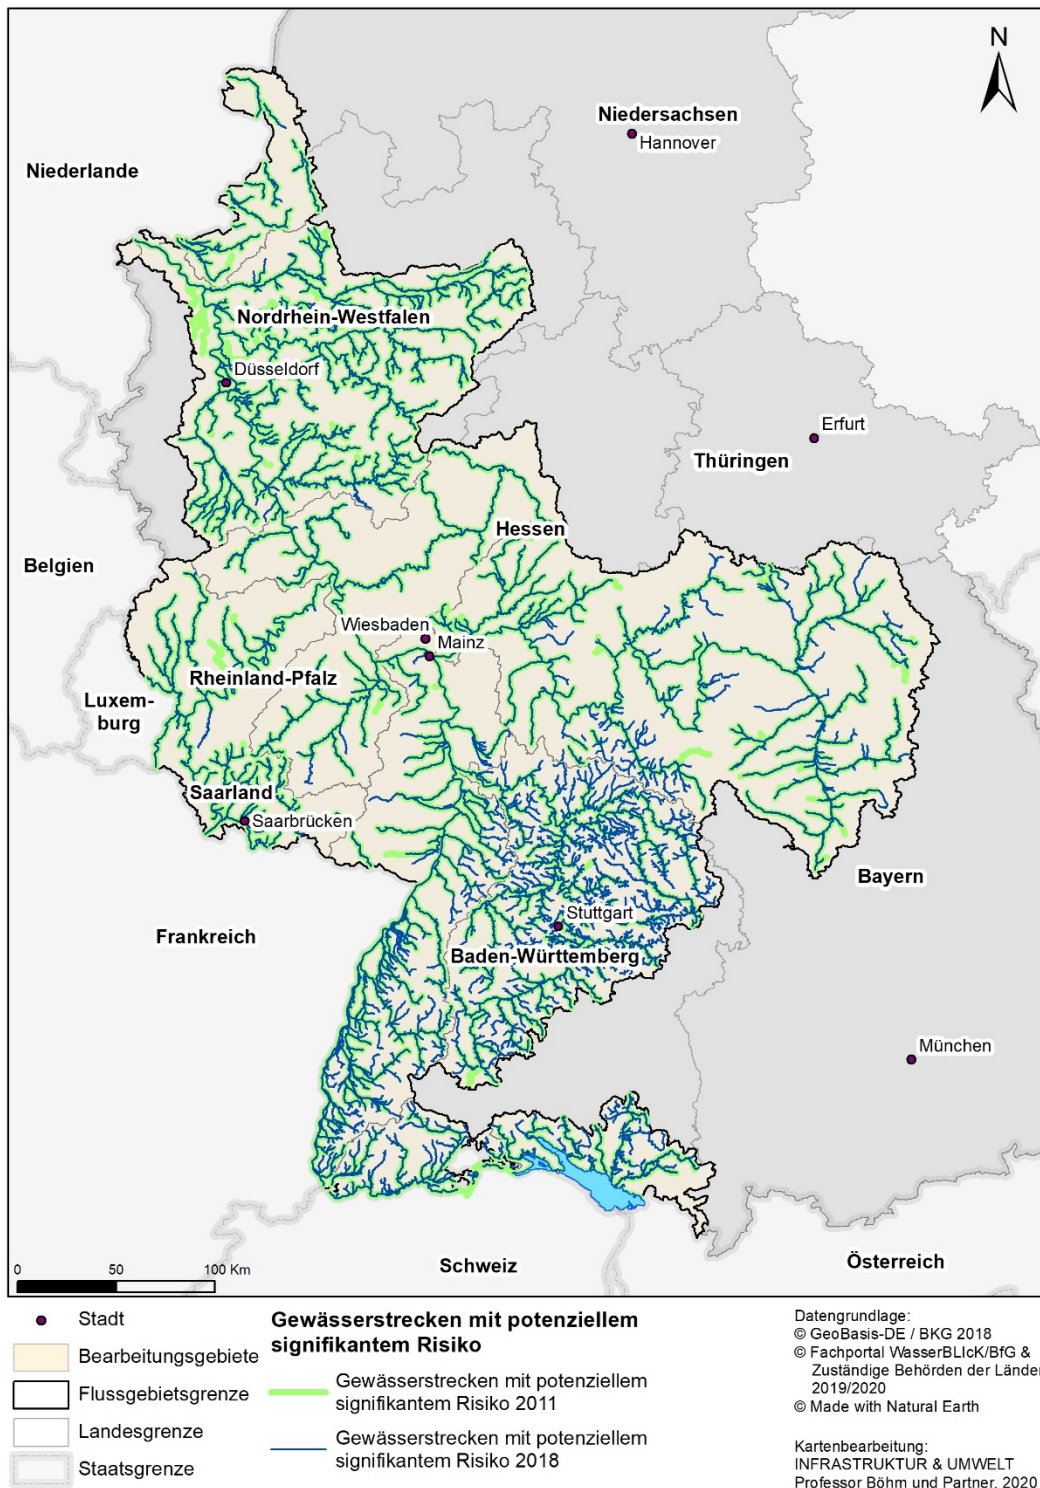 N
Niedersachsen
Hannover
Niederlande
Nordrhein-Westfalen
Düsseldorf
Erfurt
Thüringen
Hessen
Belgien
Wiesbaden
Mainz
Rheinland-Pfalz
Luxem-
burg
Saarland
Saarbrücken
Bayern
Stuttgart
Frankreich
Baden-Württemberg
München
Schweiz
Österreich
0 50 100 Km
Stadt
Bearbeitungsgebiete
Flussgebietsgrenze
Landesgrenze
Staatsgrenze
Gewässerstrecken mit potenziellem
signifikantem Risiko
Gewässerstrecken mit potenziellem
signifikantem Risiko 2011
Gewässerstrecken mit potenziellem
signifikantem Risiko 2018
Datengrundlage:
© GeoBasis-DE / BKG 2018
© Fachportal WasserBLIcK/BfG &
Zuständige Behörden der Länder
2019/2020
© Made with Natural Earth
Kartenbearbeitung:
INFRASTRUKTUR & UMWELT
Professor Böhm und Partner, 2020